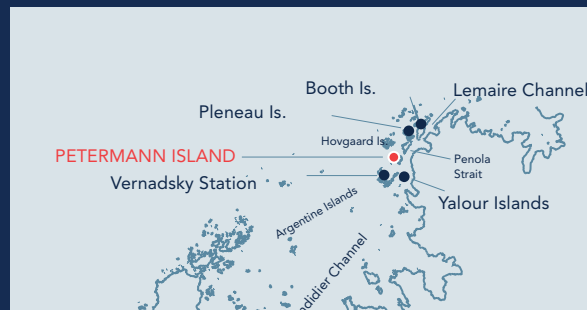 Booth Is.
Lemaire Channel
Pleneau Is.
Hovgaard Is.
PETERMANN ISLAND
Penola
Strait
Vernadsky Station
Argentine Islands
Yalour Islands
Channel